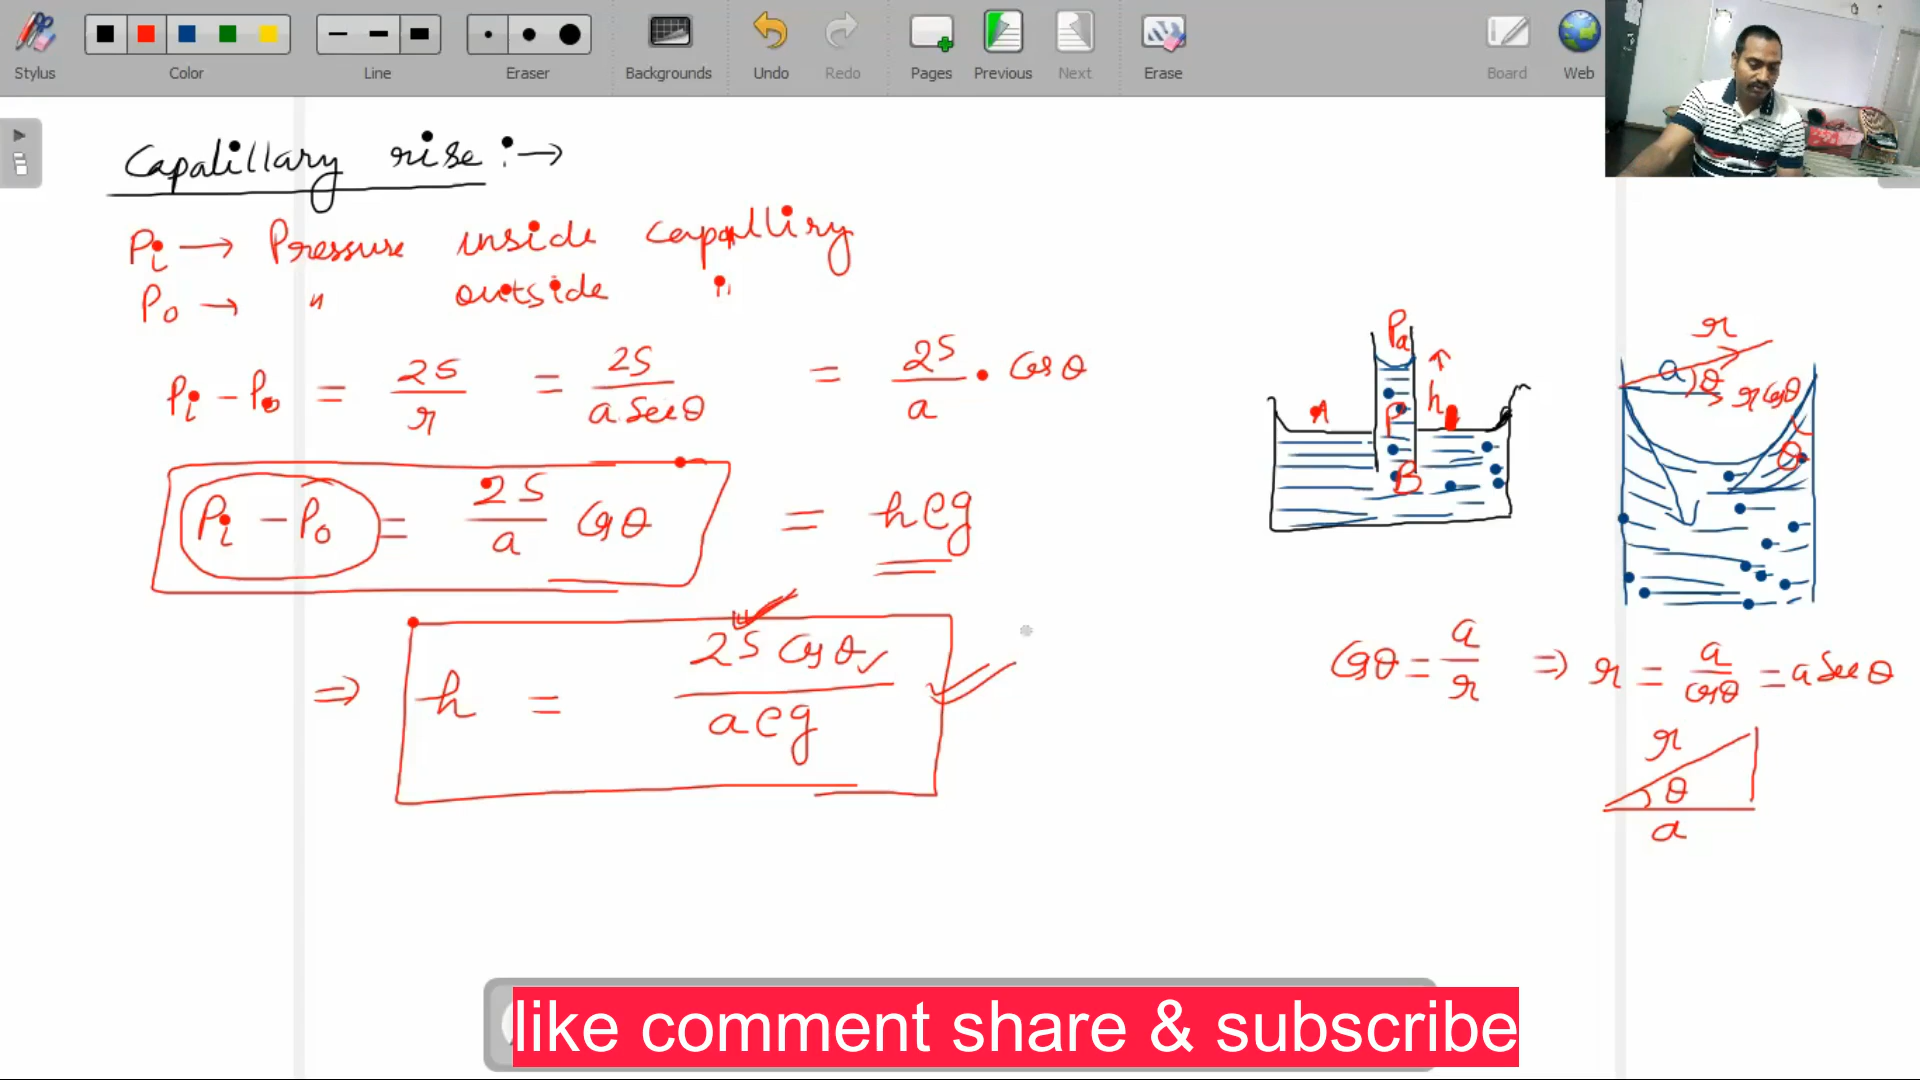 Stylus Color Line Eraser Backgrounds Undo Redo Pages Previous Next Erase Board Web
Capalillary rise :→
Pi → Pressure inside capalliry
Po → " outside "
Pi - Po = 2S/r = 2S/a.Secθ = 2S/a . Cosθ
Pi - Po = 2S/a Cosθ = hρg
⇒ h = 2S Cosθ/aρg
Pa
h
A
P
B
r
a
θ
r cosθ
θ
Cosθ = a/r ⇒ r = a/cosθ = a Secθ
r
θ
a
like comment share & subscribe